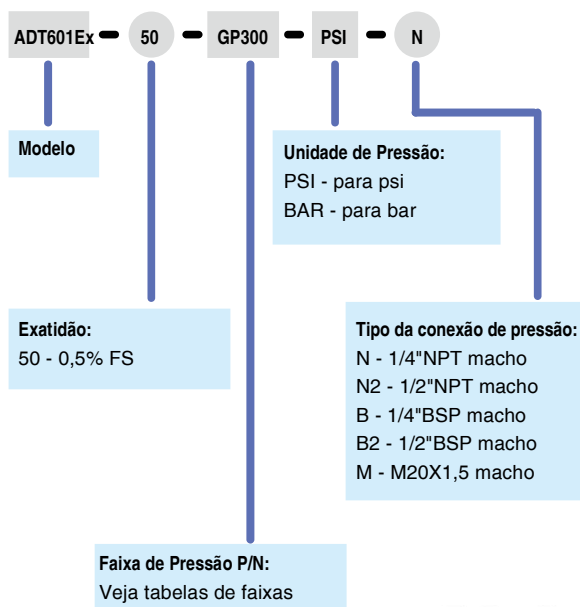 ADT601Ex 50 GP300 PSI N
Modelo
Unidade de Pressão:
PSI - para psi
BAR - para bar
Exatidão:
50 - 0,5% FS
Tipo da conexão de pressão:
N - 1/4"NPT macho
N2 - 1/2"NPT macho
B - 1/4"BSP macho
B2 - 1/2"BSP macho
M - M20X1,5 macho
Faixa de Pressão P/N:
Veja tabelas de faixas